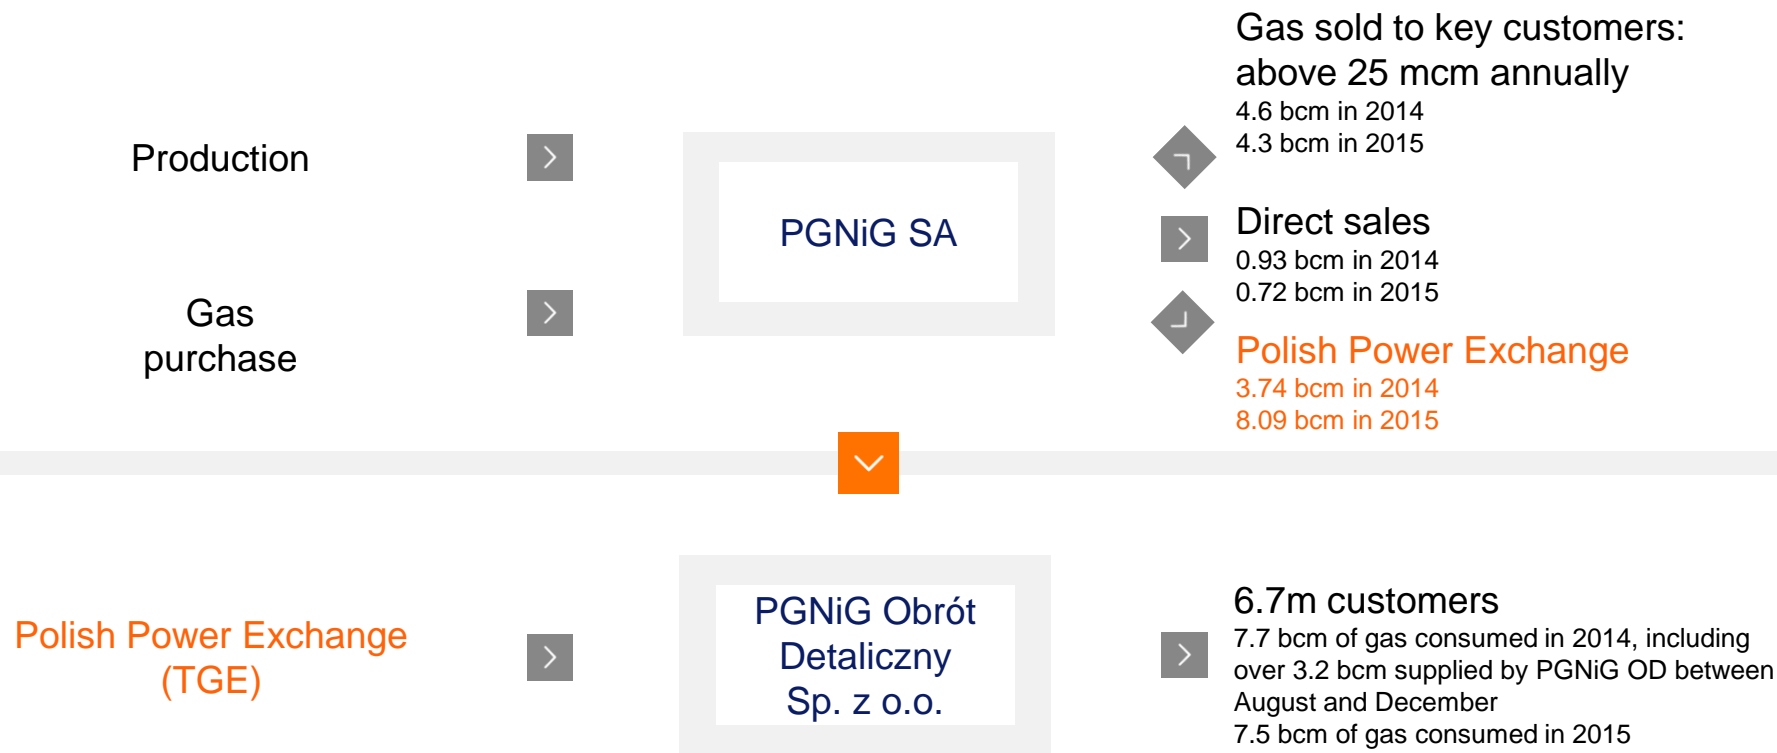 Production
Gas
purchase
PGNiG SA
Gas sold to key customers:
above 25 mcm annually
4.6 bcm in 2014
4.3 bcm in 2015
Direct sales
0.93 bcm in 2014
0.72 bcm in 2015
Polish Power Exchange
3.74 bcm in 2014
8.09 bcm in 2015
Polish Power Exchange
(TGE)
PGNiG Obrót
Detaliczny
Sp. z o.o.
6.7m customers
7.7 bcm of gas consumed in 2014, including
over 3.2 bcm supplied by PGNiG OD between
August and December
7.5 bcm of gas consumed in 2015